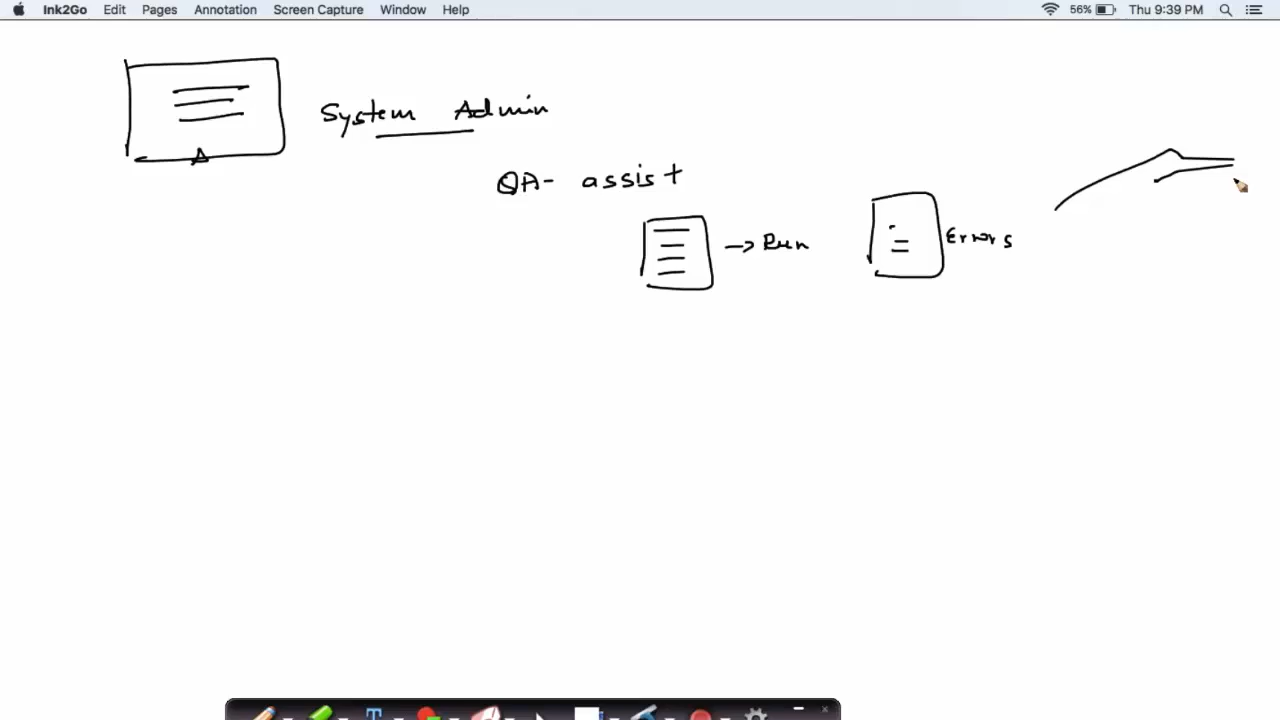 Ink2Go Edit Pages Annotation Screen Capture Window Help 56% Thu 9:39 PM
System Admin
QA- assist
→ Run
Errors